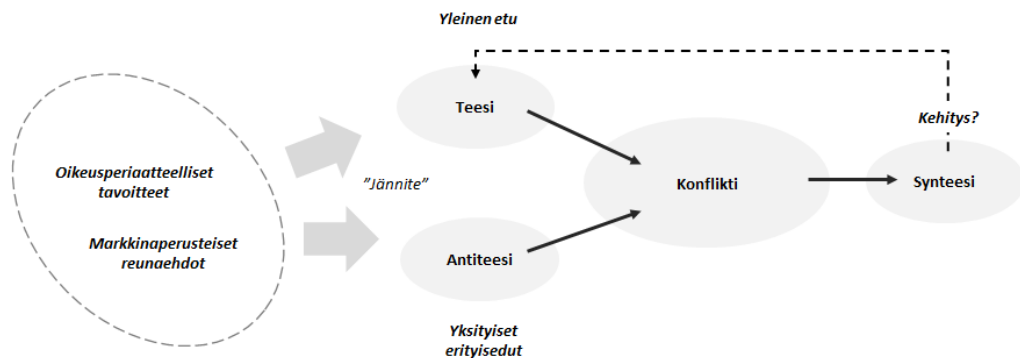 Yleinen etu
Teesi
Kehitys?
Oikeusperiaatteelliset
tavoitteet
”Jännite”
Konflikti
Synteesi
Markkinaperusteiset
reunaehdot
Antiteesi
Yksityiset
erityisedut